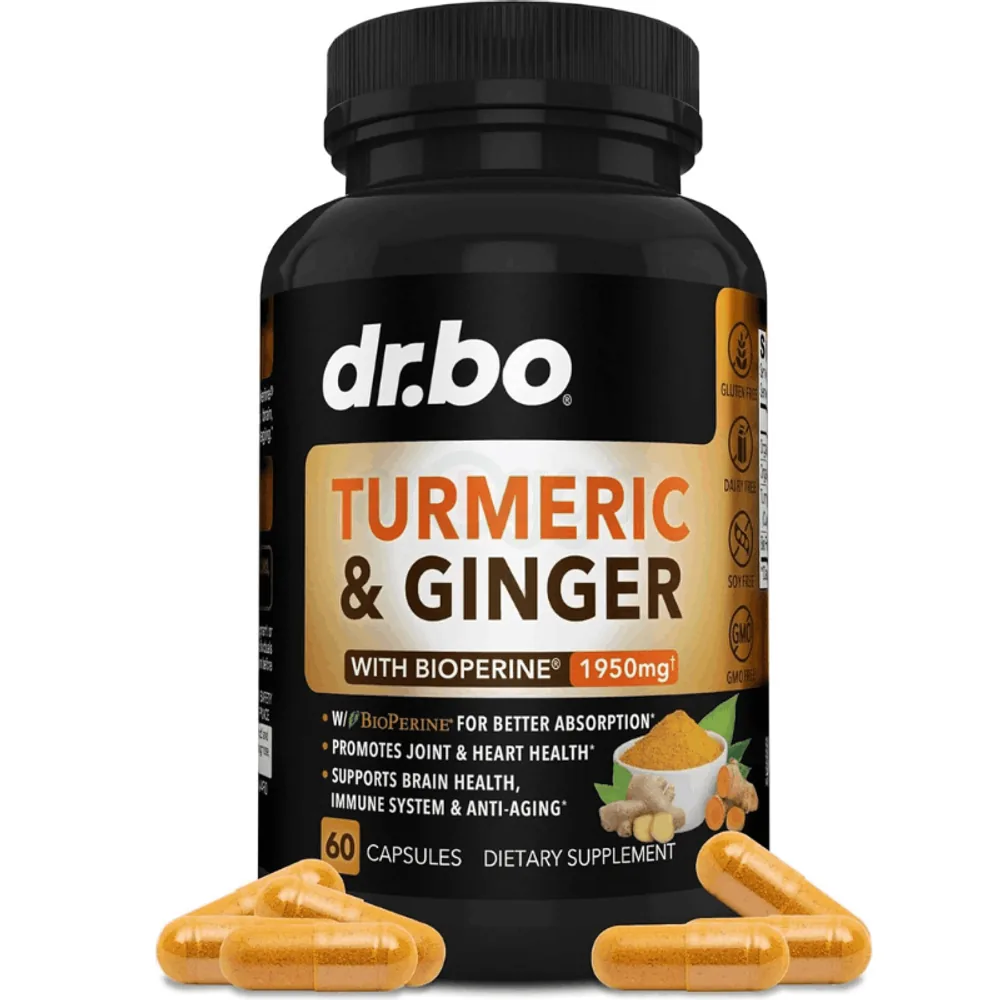 dr.bo®
TURMERIC
& GINGER
WITH BIOPERINE® 1950mg†
• W/ BIOPERINE® FOR BETTER ABSORPTION*
• PROMOTES JOINT & HEART HEALTH*
• SUPPORTS BRAIN HEALTH,
IMMUNE SYSTEM & ANTI-AGING*
60 CAPSULES DIETARY SUPPLEMENT
GLUTEN FREE
DAIRY FREE
SOY FREE
GMO
GMO FREE
brain,